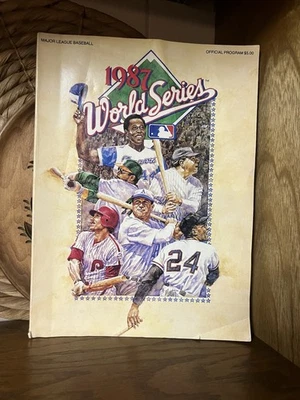 MAJOR LEAGUE BASEBALL
OFFICIAL PROGRAM $5.00
1987
World Series
P
24